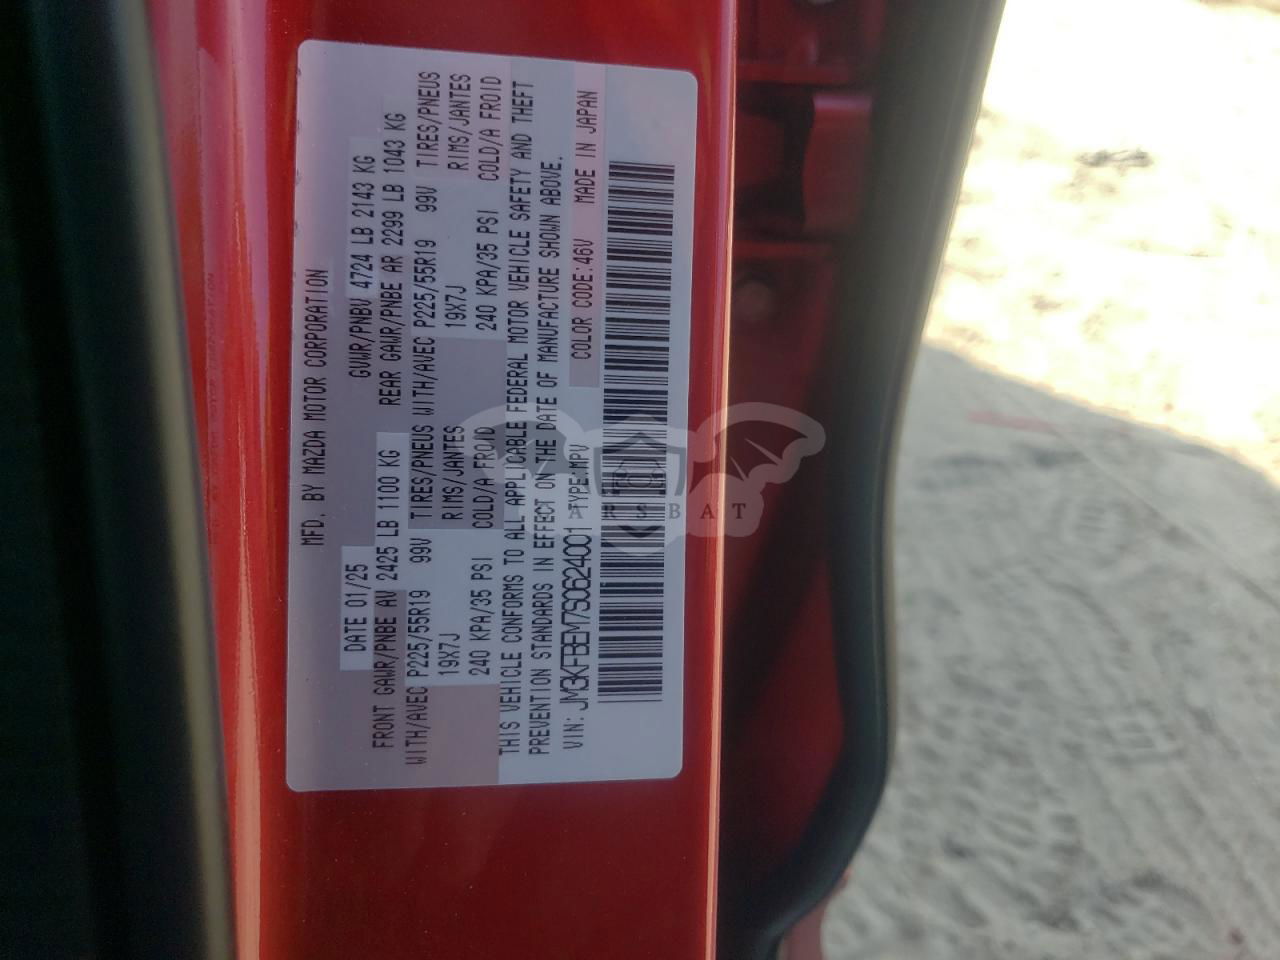 MFD. BY MAZDA MOTOR CORPORATION
DATE 01/25 GVWR/PNBV 4724 LB 2143 KG
FRONT GAWR/PNBE AV 2425 LB 1100 KG REAR GAWR/PNBE AR 2299 LB 1043 KG
WITH/AVEC P225/55R19 99V TIRES/PNEUS WITH/AVEC P225/55R19 99V TIRES/PNEUS
19X7J RIMS/JANTES 19X7J RIMS/JANTES
240 KPA/35 PSI COLD/A FROID 240 KPA/35 PSI COLD/A FROID
THIS VEHICLE CONFORMS TO ALL APPLICABLE FEDERAL MOTOR VEHICLE SAFETY AND THEFT
PREVENTION STANDARDS IN EFFECT ON THE DATE OF MANUFACTURE SHOWN ABOVE.
VIN: JM3KFBEM7S0624001 TYPE:MPV COLOR CODE:46V MADE IN JAPAN
CARSBAT